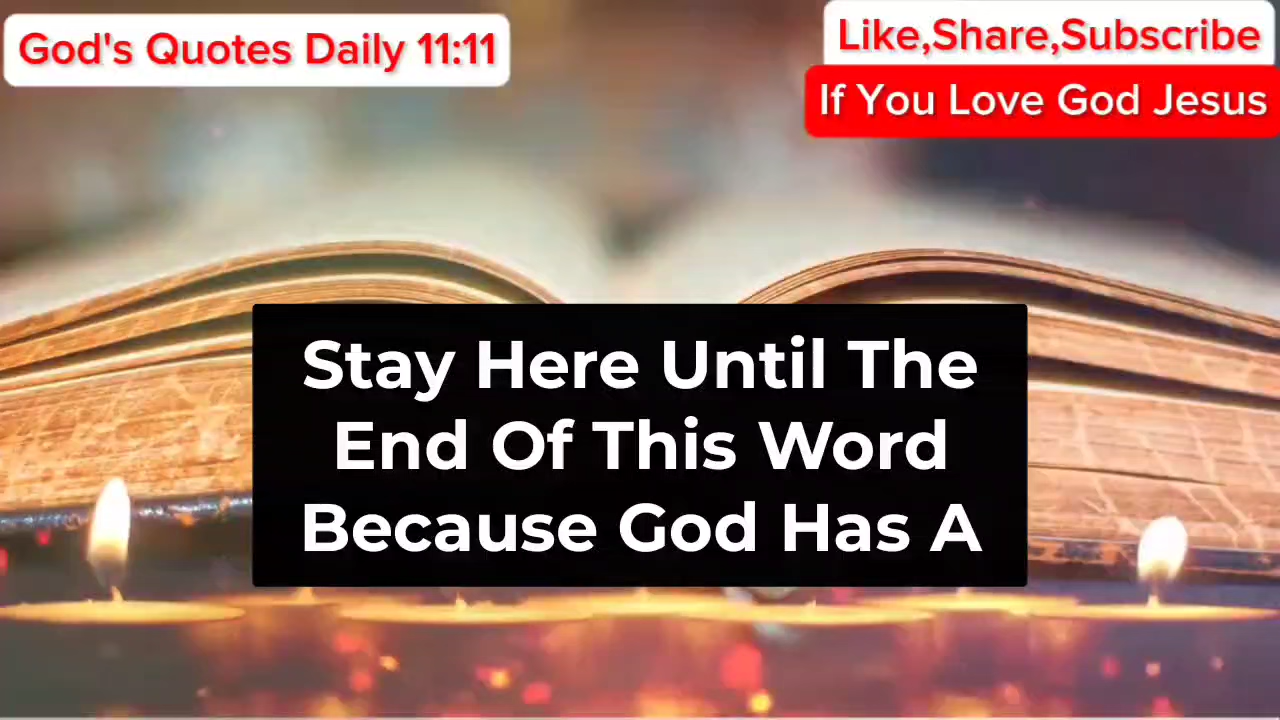 God's Quotes Daily 11:11
Like,Share,Subscribe
If You Love God Jesus
Stay Here Until The
End Of This Word
Because God Has A